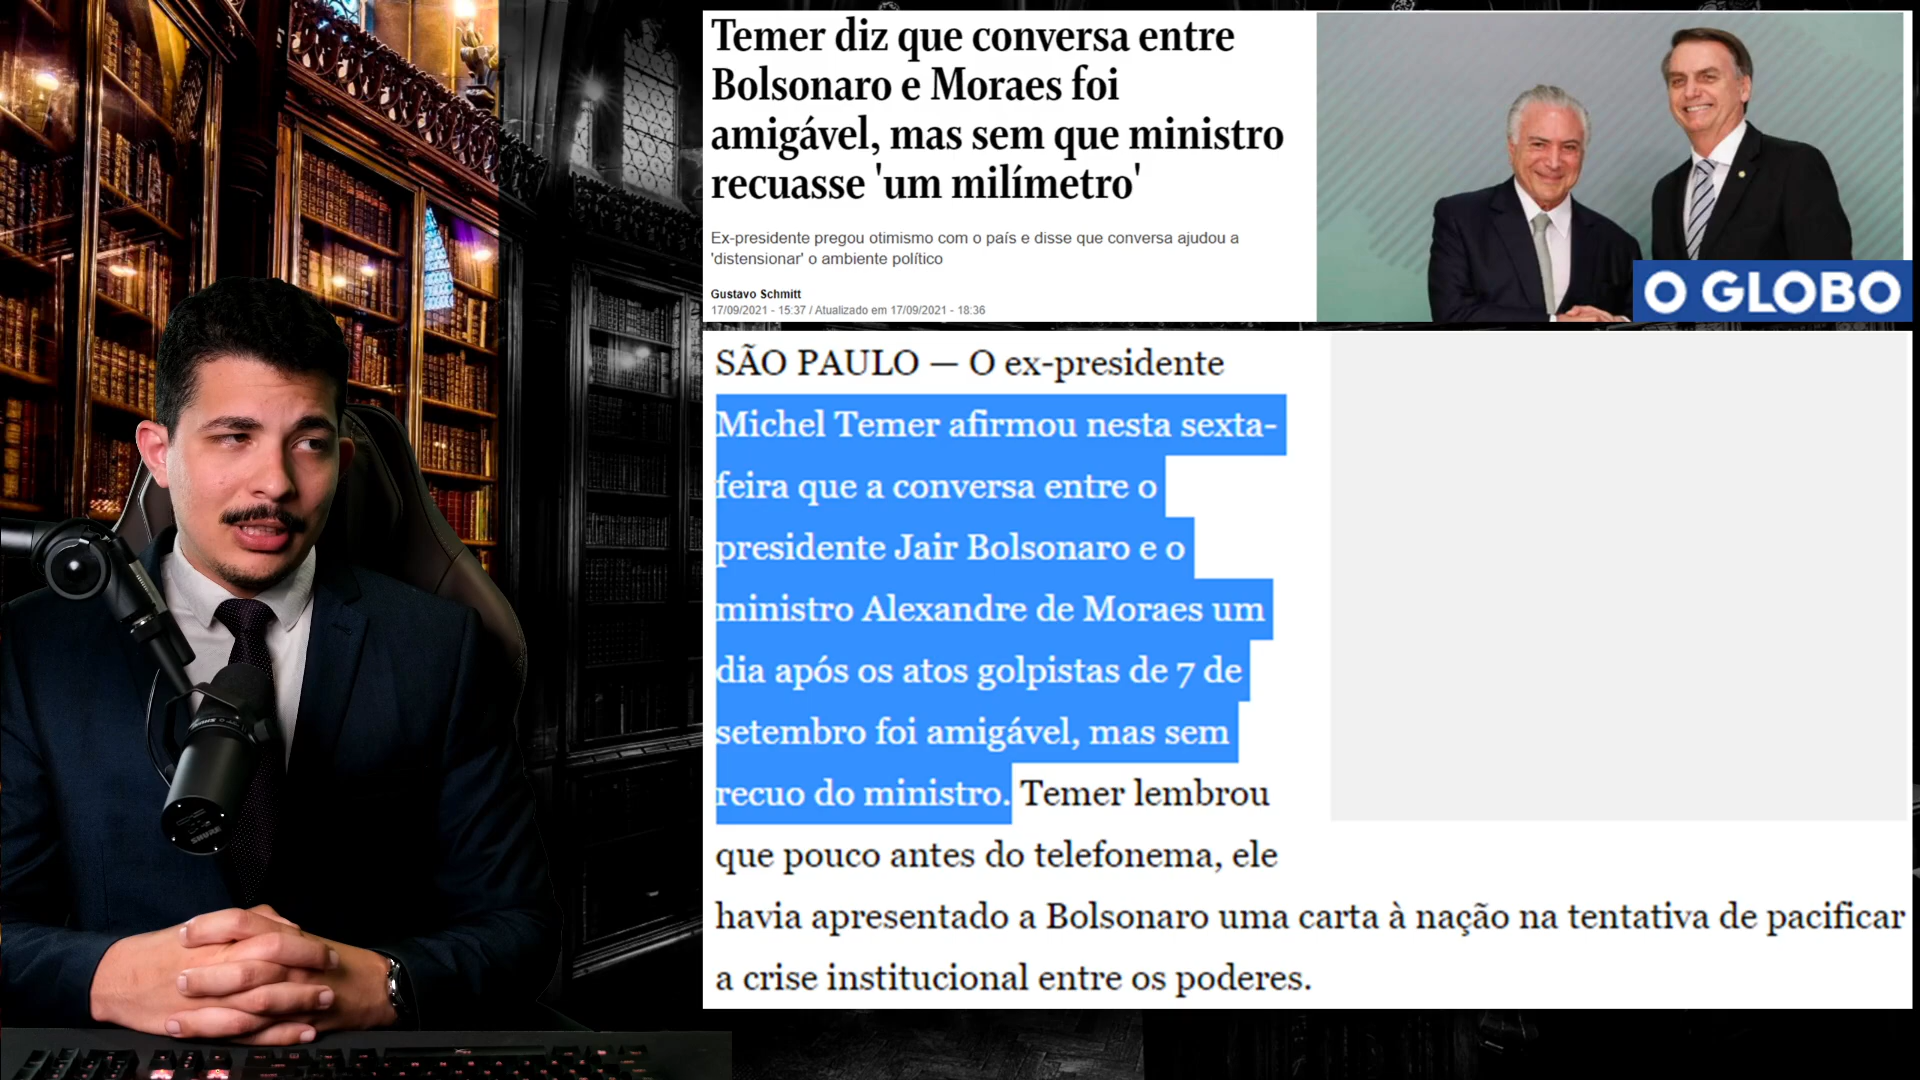 Temer diz que conversa entre
Bolsonaro e Moraes foi
amigável, mas sem que ministro
recuasse 'um milímetro'
Ex-presidente pregou otimismo com o país e disse que conversa ajudou a
'distensionar' o ambiente político
Gustavo Schmitt
17/09/2021 - 15:37 / Atualizado em 17/09/2021 - 18:36
O GLOBO
SÃO PAULO — O ex-presidente
Michel Temer afirmou nesta sexta-
feira que a conversa entre o
presidente Jair Bolsonaro e o
ministro Alexandre de Moraes um
dia após os atos golpistas de 7 de
setembro foi amigável, mas sem
recuo do ministro. Temer lembrou
que pouco antes do telefonema, ele
havia apresentado a Bolsonaro uma carta à nação na tentativa de pacificar
a crise institucional entre os poderes.
SHURE